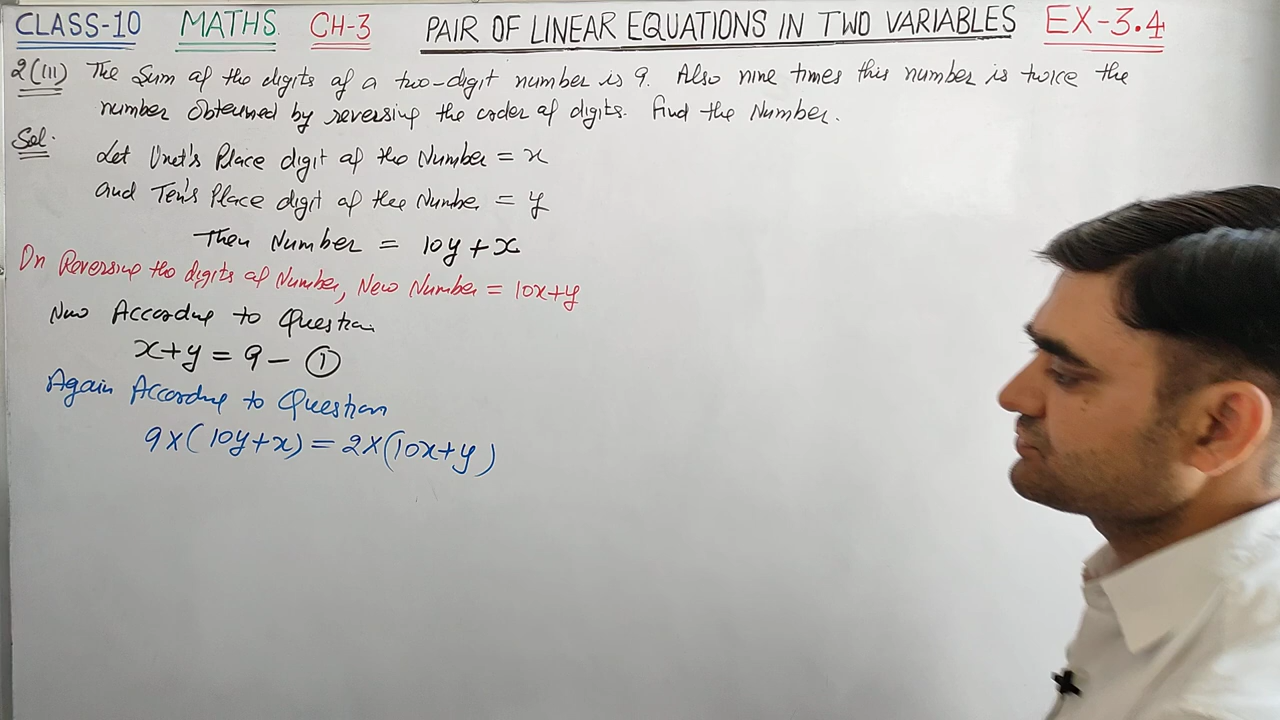 CLASS-10 MATHS CH-3 PAIR OF LINEAR EQUATIONS IN TWO VARIABLES EX-3.4
2(III) The Sum of the digits of a two-digit number is 9. Also nine times this number is twice the
number obtained by reversing the order of digits. Find the Number.
Sol.
Let Unit's Place digit of the Number = x
and Ten's Place digit of the Number = y
Then Number = 10y + x
On Reversing the digits of Number, New Number = 10x+y
Now According to Question
x+y = 9 - ①
Again According to Question
9×(10y+x) = 2×(10x+y)